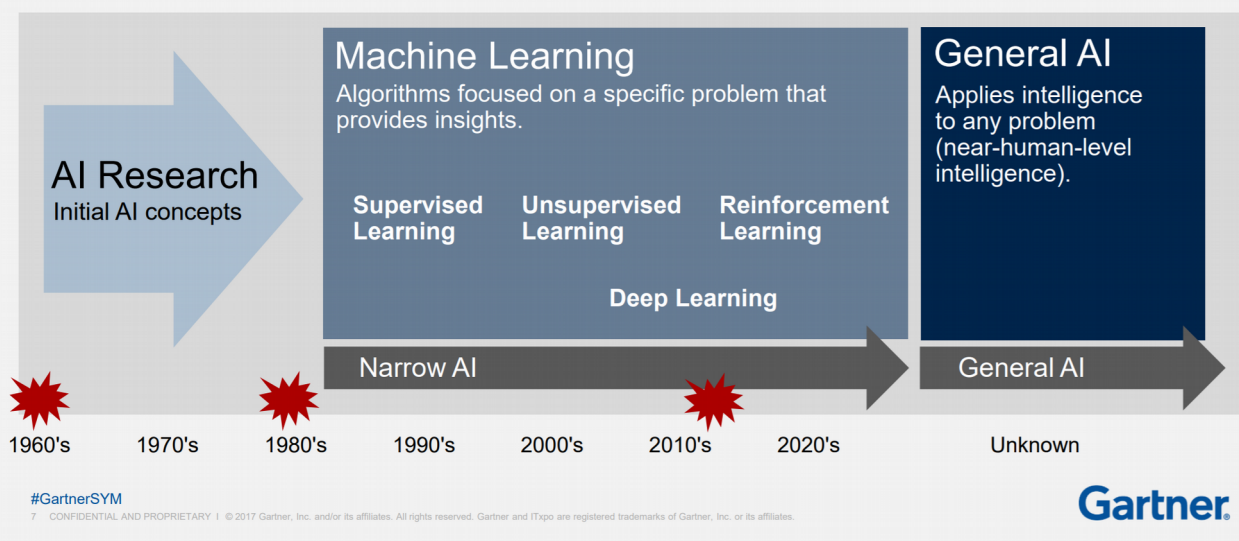 AI Research
Initial AI concepts
Machine Learning
Algorithms focused on a specific problem that
provides insights.
Supervised
Learning
Unsupervised
Learning
Reinforcement
Learning
Deep Learning
General AI
Applies intelligence
to any problem
(near-human-level
intelligence).
Narrow AI
General AI
1960's 1970's 1980's 1990's 2000's 2010's 2020's Unknown
#GartnerSYM
7 CONFIDENTIAL AND PROPRIETARY I © 2017 Gartner, Inc. and/or its affiliates. All rights reserved. Gartner and ITxpo are registered trademarks of Gartner, Inc. or its affiliates.
Gartner®